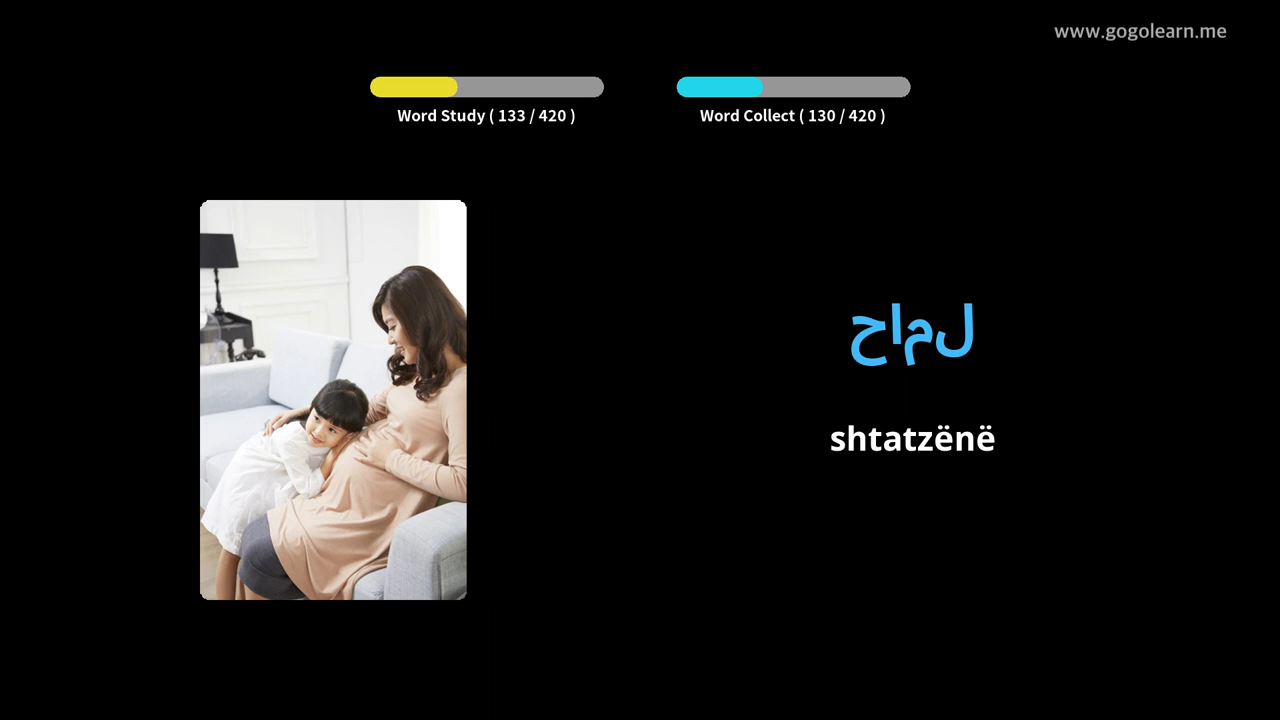 www.gogolearn.me
Word Study ( 133 / 420 )
Word Collect ( 130 / 420 )
حامل
shtatzënë